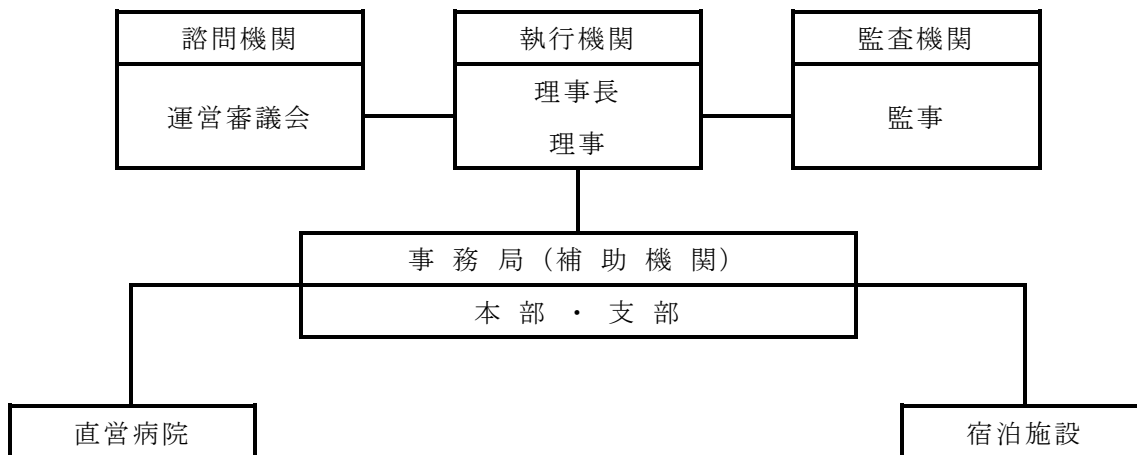 諮問機関
運営審議会
執行機関
理事長
理事
監査機関
監事
事務局（補助機関）
本部・支部
直営病院
宿泊施設